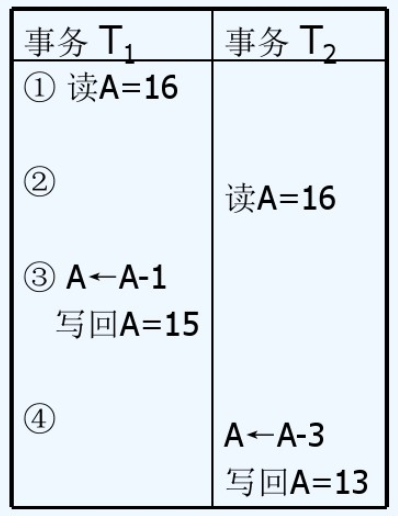 事务 T₁ 事务 T₂
① 读A=16
② 读A=16
③ A←A-1
写回A=15
④ A←A-3
写回A=13